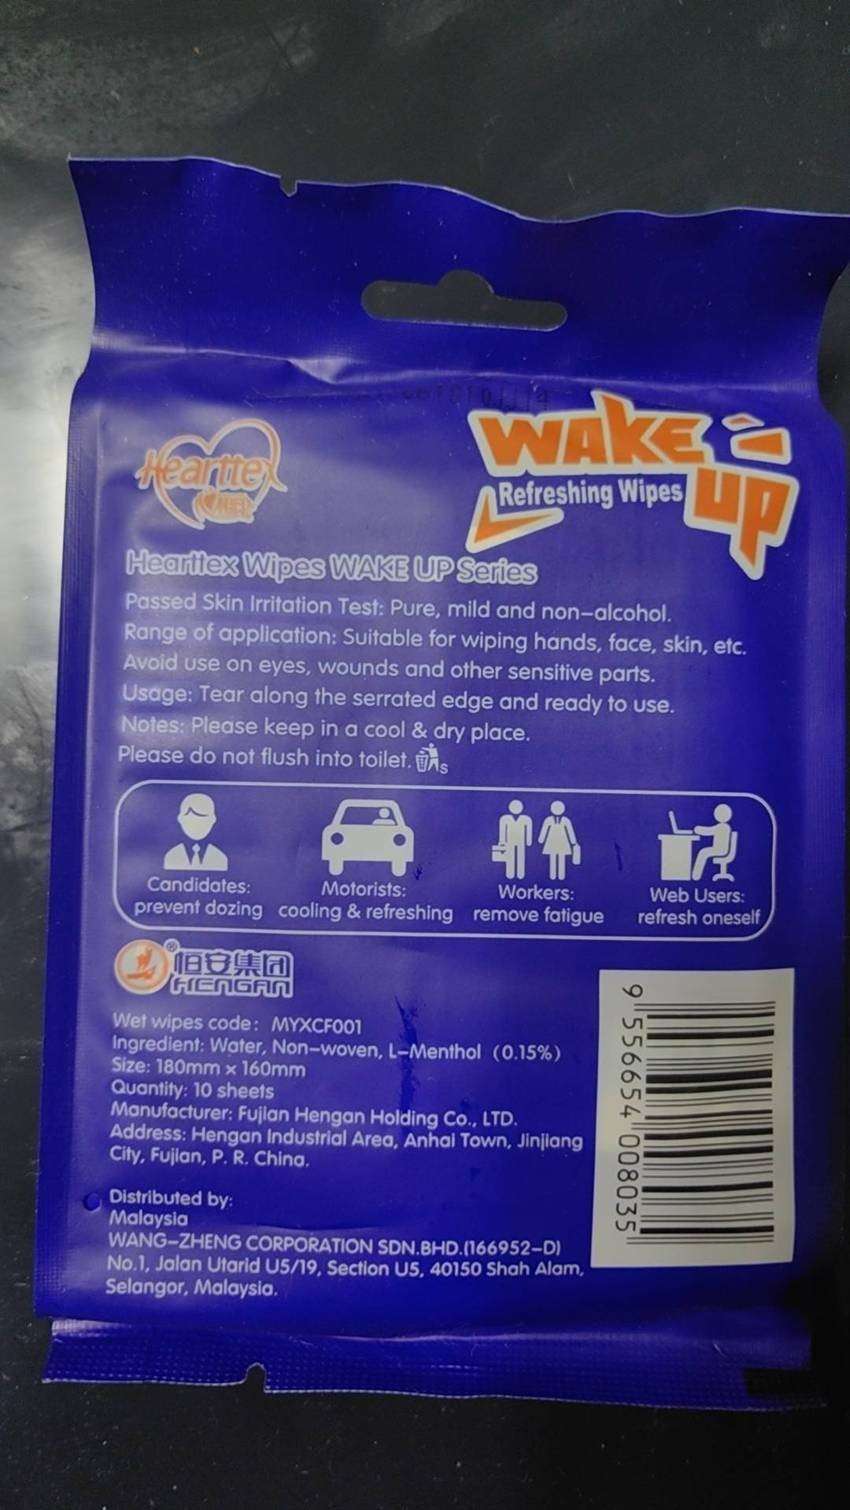 Hearttex
WAKE
UP
Refreshing Wipes
Hearttex Wipes WAKE UP Series
Passed Skin Irritation Test: Pure, mild and non-alcohol.
Range of application: Suitable for wiping hands, face, skin, etc.
Avoid use on eyes, wounds and other sensitive parts.
Usage: Tear along the serrated edge and ready to use.
Notes: Please keep in a cool & dry place.
Please do not flush into toilet.
Candidates:
prevent dozing
Motorists:
cooling & refreshing
Workers:
remove fatigue
Web Users:
refresh oneself
®恒安集团
HENGAN
Wet wipes code: MYXCF001
Ingredient: Water, Non-woven, L-Menthol (0.15%)
Size: 180mm x 160mm
Quantity: 10 sheets
Manufacturer: Fujian Hengan Holding Co., LTD.
Address: Hengan Industrial Area, Anhai Town, Jinjiang
City, Fujian, P. R. China.
Distributed by:
Malaysia
WANG-ZHENG CORPORATION SDN.BHD.(166952-D)
No.1, Jalan Utarid U5/19, Section U5, 40150 Shah Alam,
Selangor, Malaysia.
9 556654 008035